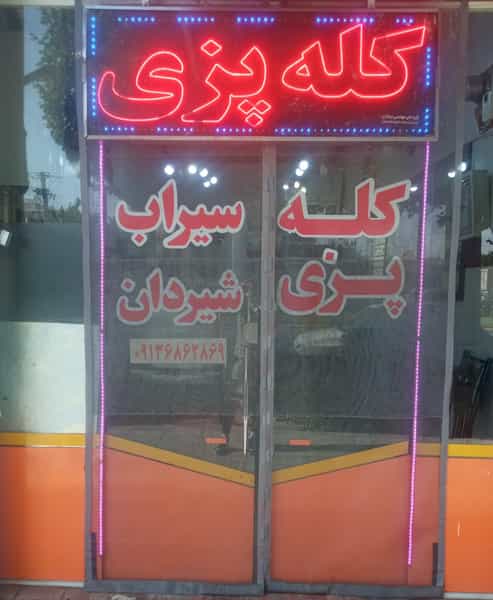 کله پزی
کله
پزی
سیراب
شیردان
۰۹۱۳۶۸۶۲۸۶۹